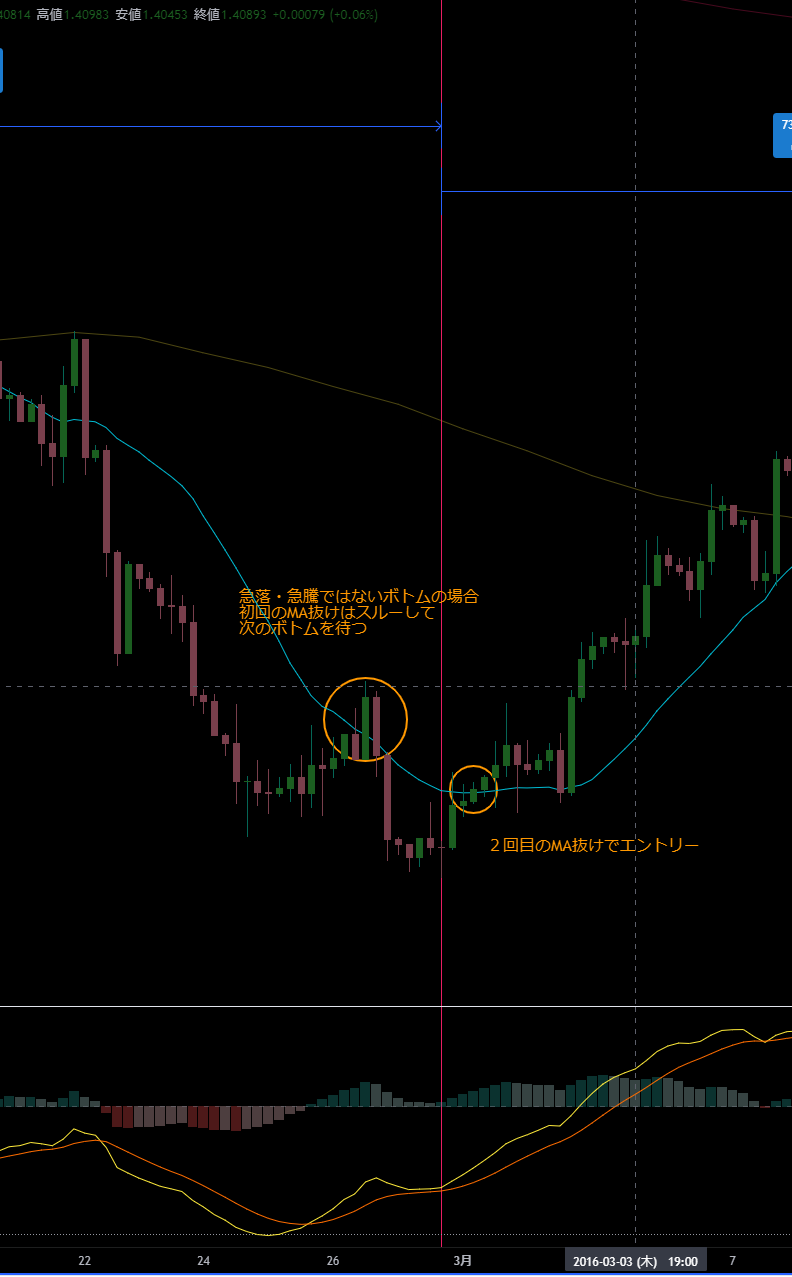 40814 高値1.40983 安値1.40453 終値1.40893 +0.00079 (+0.06%)
73
急落・急騰ではないボトムの場合
初回のMA抜けはスルーして
次のボトムを待つ
２回目のMA抜けでエントリー
22 24 26 3月 2016-03-03 (木) 19:00 7